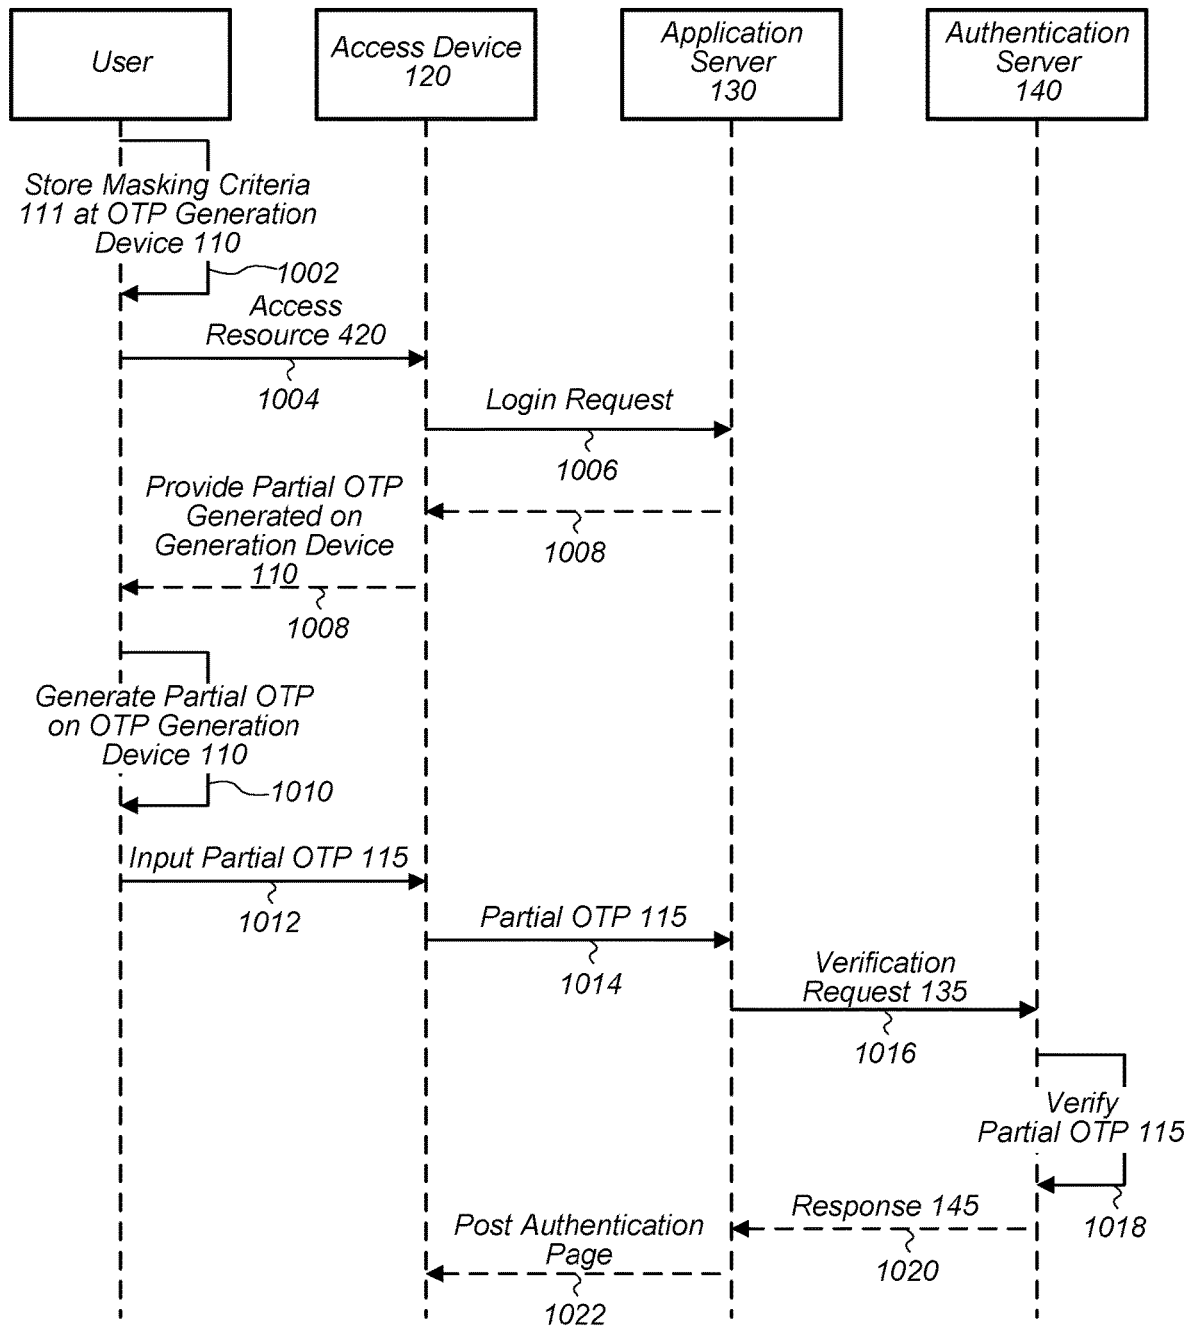 User
Access Device
120
Application
Server
130
Authentication
Server
140
Store Masking Criteria
111 at OTP Generation
Device 110
1002
Access
Resource 420
1004
Login Request
1006
Provide Partial OTP
Generated on
Generation Device
110
1008
1008
Generate Partial OTP
on OTP Generation
Device 110
1010
Input Partial OTP 115
1012
Partial OTP 115
1014
Verification
Request 135
1016
Verify
Partial OTP 115
1018
Response 145
1020
Post Authentication
Page
1022